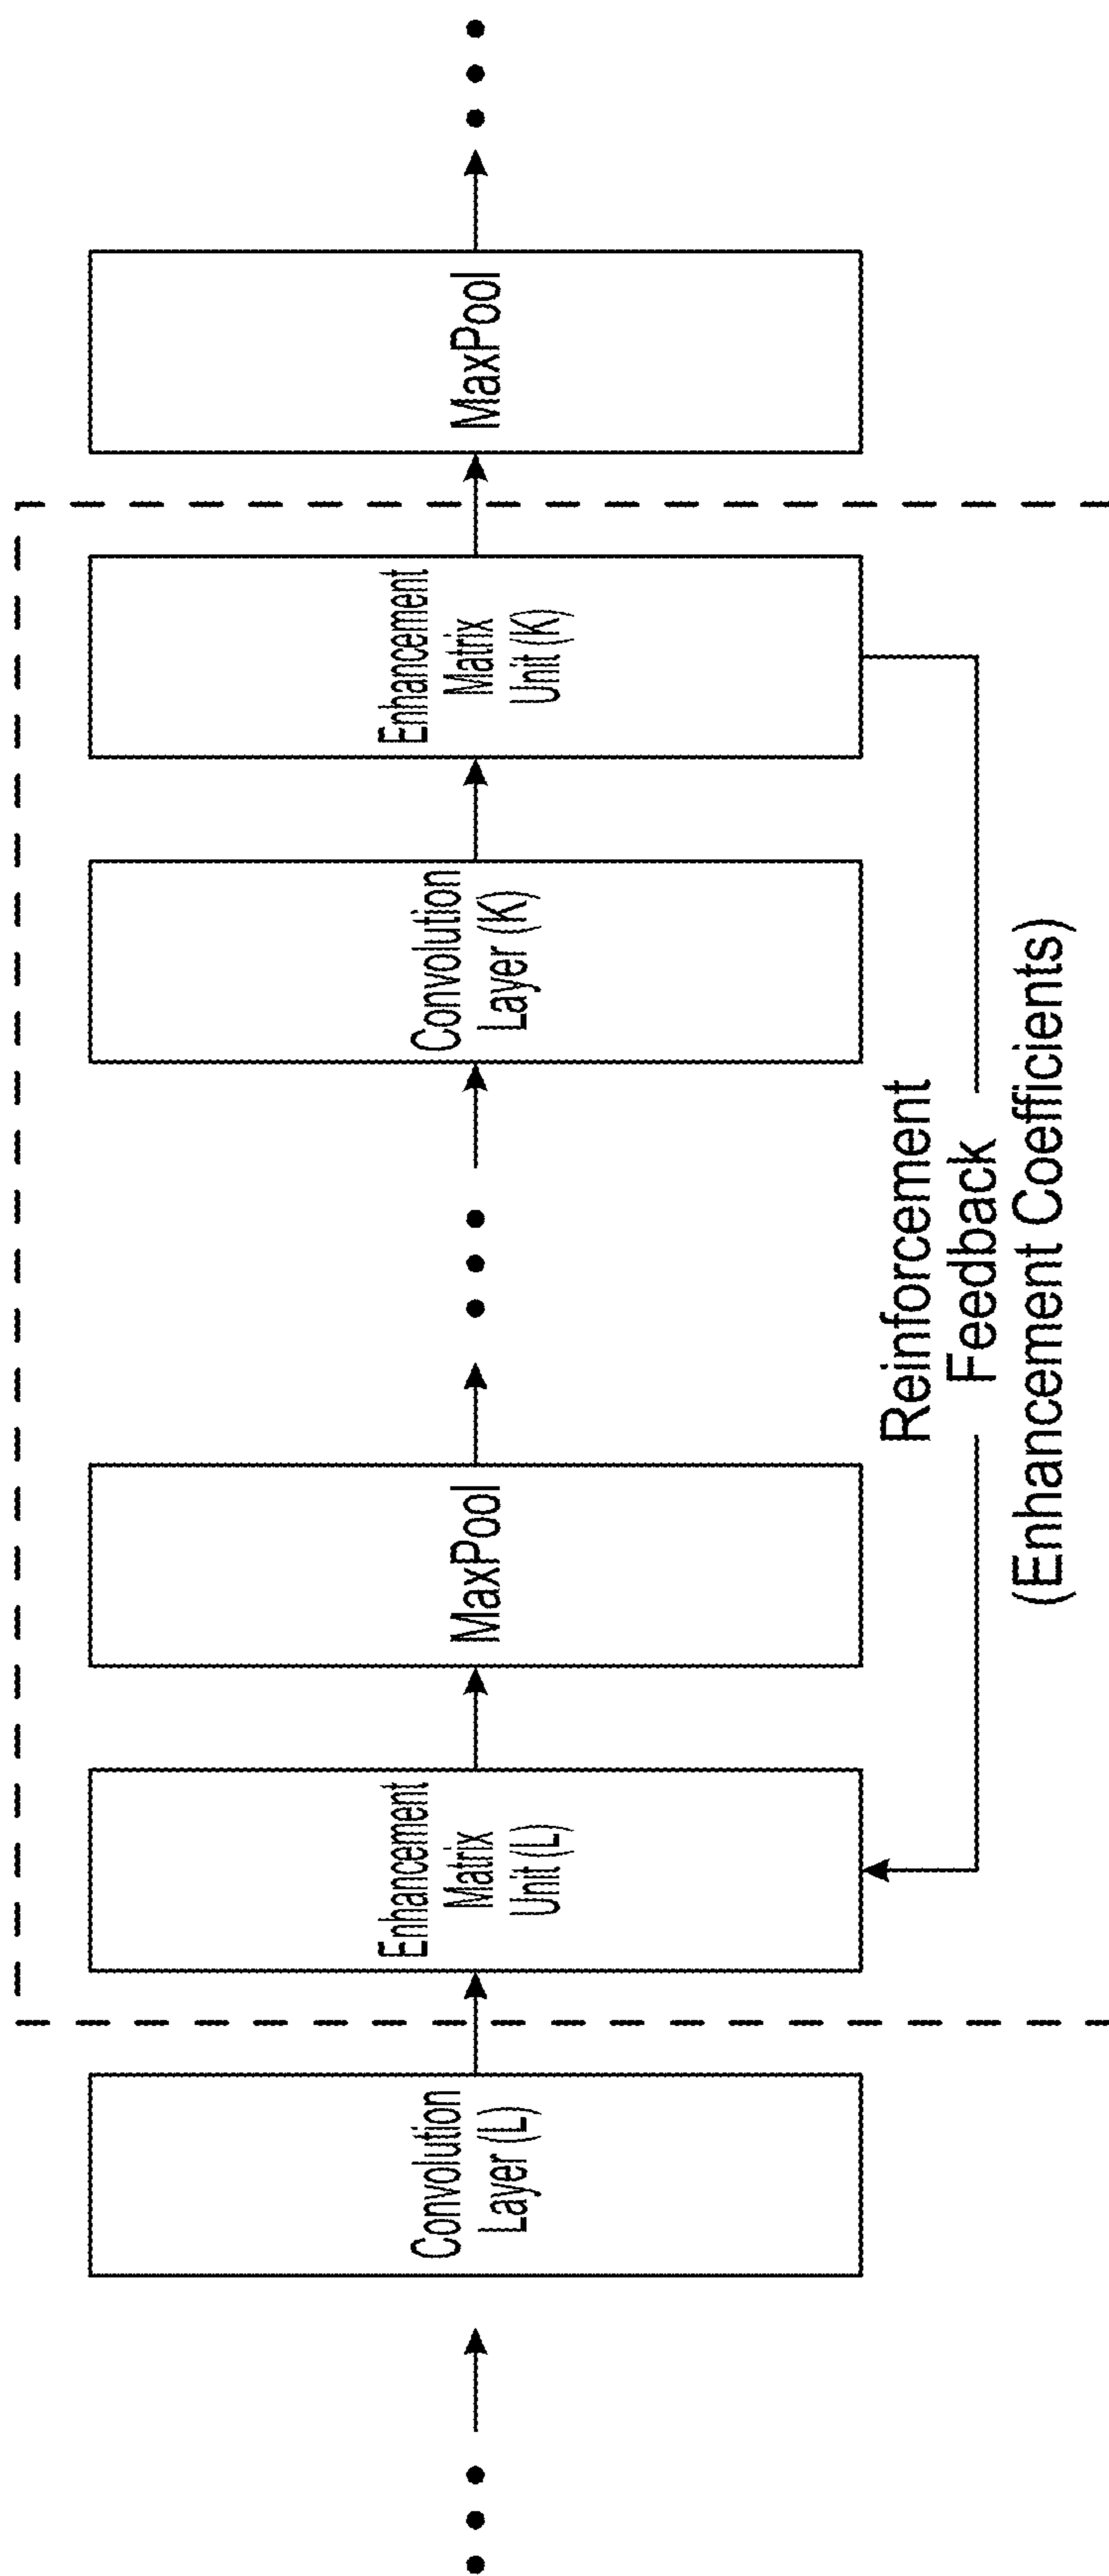 Convolution
Layer (L)
Enhancement
Matrix
Unit (L)
MaxPool
Convolution
Layer (K)
Enhancement
Matrix
Unit (K)
MaxPool
Reinforcement
Feedback
(Enhancement Coefficients)